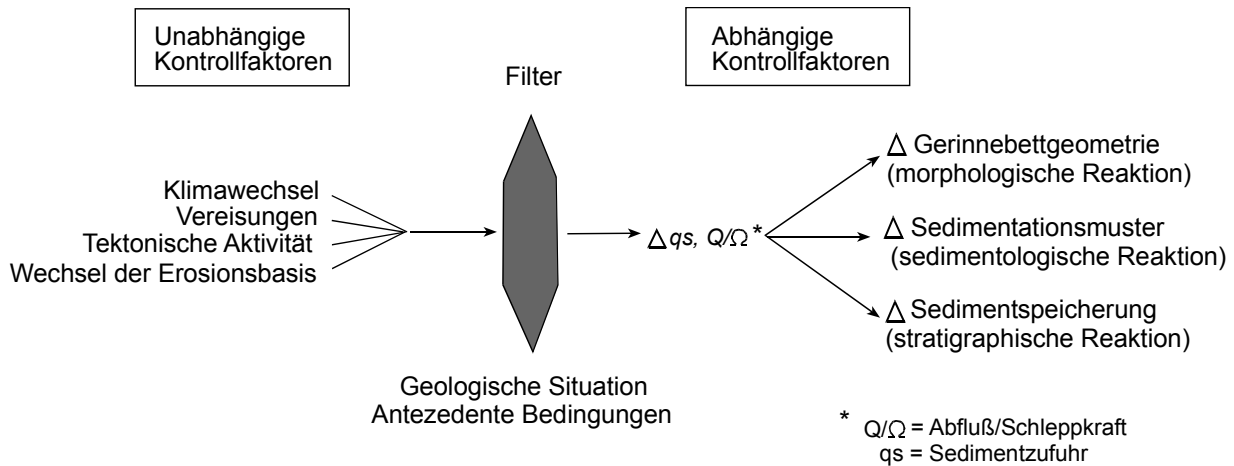 Unabhängige
Kontrollfaktoren
Filter
Abhängige
Kontrollfaktoren
Klimawechsel
Vereisungen
Tektonische Aktivität
Wechsel der Erosionsbasis
Geologische Situation
Antezedente Bedingungen
Δ qs, Q/Ω *
Δ Gerinnebettgeometrie
(morphologische Reaktion)
Δ Sedimentationsmuster
(sedimentologische Reaktion)
Δ Sedimentspeicherung
(stratigraphische Reaktion)
* Q/Ω = Abfluß/Schleppkraft
qs = Sedimentzufuhr